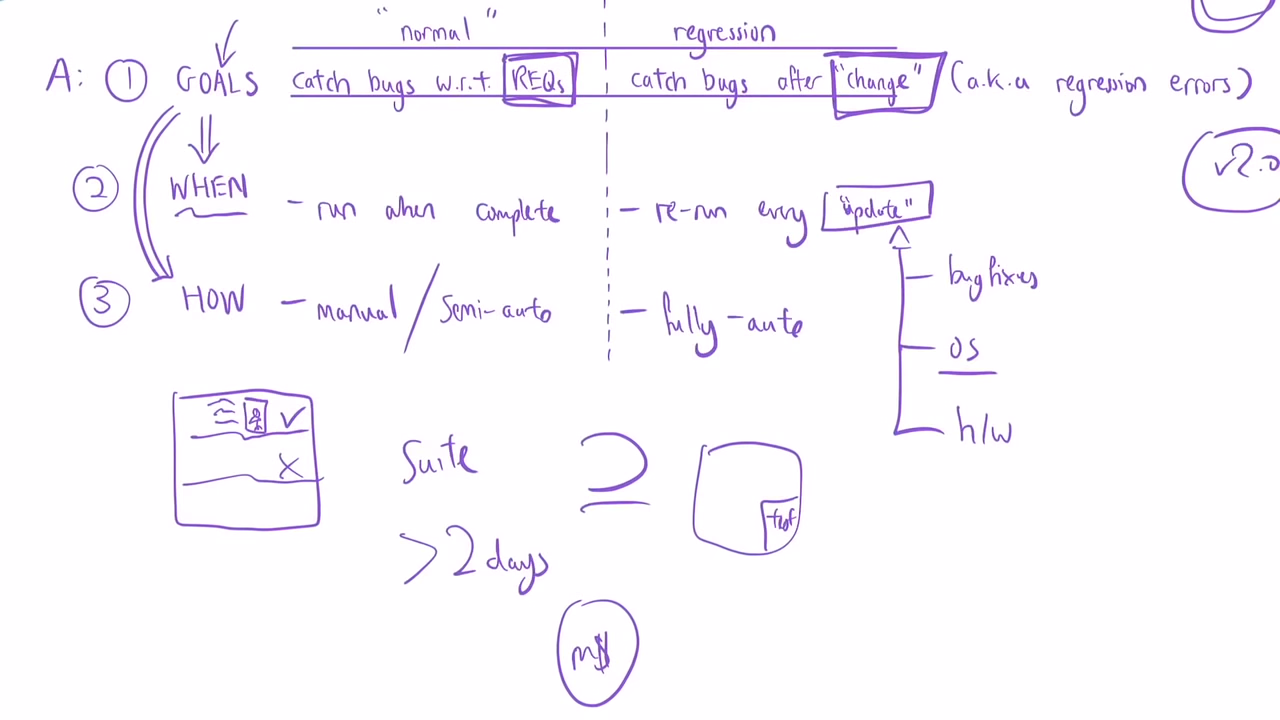 "normal" regression
A: ① GOALS catch bugs w.r.t REQs catch bugs after "change" (a.k.a regression errors)
v2.0
② WHEN - run when complete - re-run every "update"
bug fixes
③ HOW - manual / semi-auto - fully-auto
OS
h/w
Suite ⊇
test
>2 days